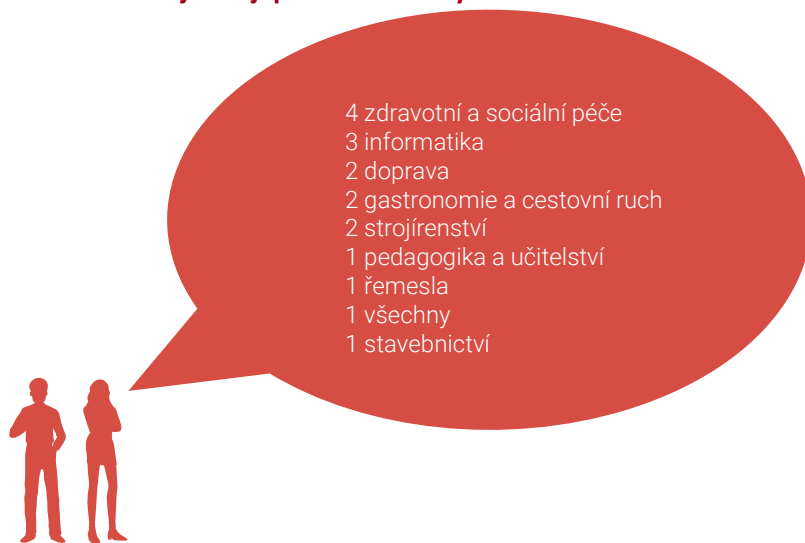 4 zdravotní a sociální péče
3 informatika
2 doprava
2 gastronomie a cestovní ruch
2 strojírenství
1 pedagogika a učitelství
1 řemesla
1 všechny
1 stavebnictví